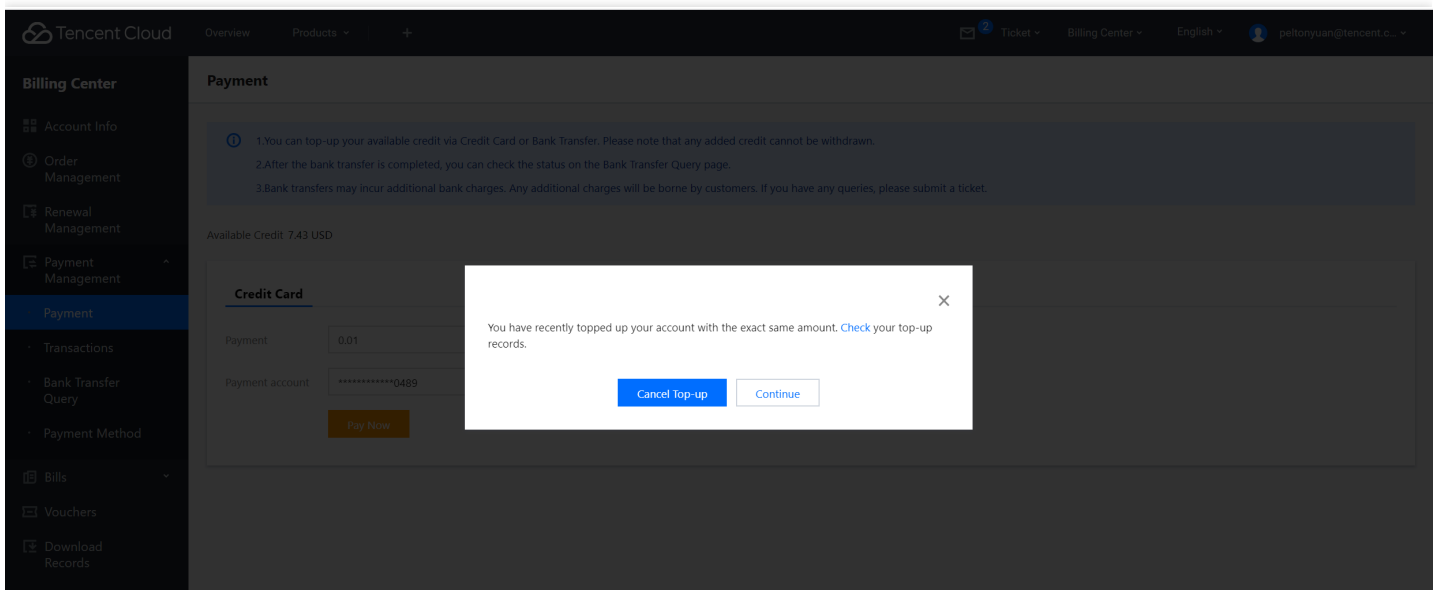 Tencent Cloud
Overview Products
2 Ticket Billing Center English peltonyuan@tencent.c...
Billing Center
Account Info
Order
Management
Renewal
Management
Payment
Management
Payment
Transactions
Bank Transfer
Query
Payment Method
Bills
Vouchers
Download
Records
Payment
1.You can top-up your available credit via Credit Card or Bank Transfer. Please note that any added credit cannot be withdrawn.
2.After the bank transfer is completed, you can check the status on the Bank Transfer Query page.
3.Bank transfers may incur additional bank charges. Any additional charges will be borne by customers. If you have any queries, please submit a ticket.
Available Credit 7.43 USD
Credit Card
Payment 0.01
Payment account ************0489
Pay Now
You have recently topped up your account with the exact same amount. Check your top-up
records.
Cancel Top-up Continue